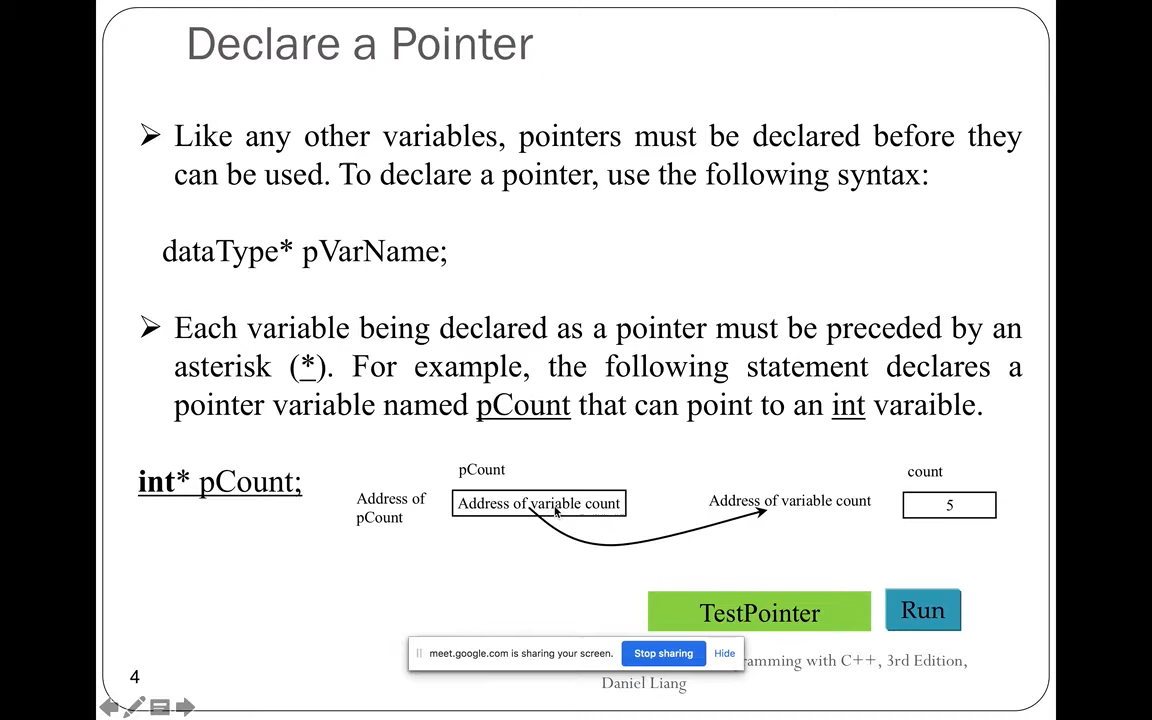 Declare a Pointer
➢ Like any other variables, pointers must be declared before they
can be used. To declare a pointer, use the following syntax:
dataType* pVarName;
➢ Each variable being declared as a pointer must be preceded by an
asterisk (*). For example, the following statement declares a
pointer variable named pCount that can point to an int varaible.
int* pCount;
pCount
Address of
pCount
Address of variable count
Address of variable count
count
5
TestPointer
Run
meet.google.com is sharing your screen.
Stop sharing
Hide
4
ramming with C++, 3rd Edition,
Daniel Liang